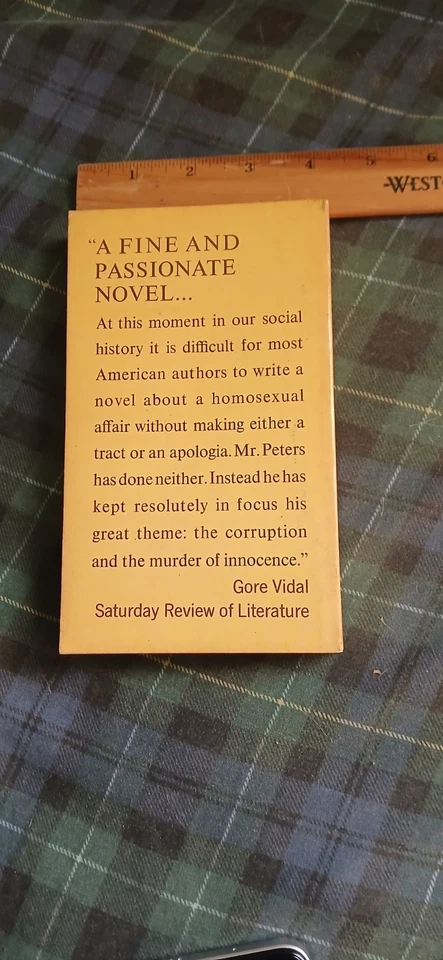 1 2 3 4 5 6
-WEST
“A FINE AND
PASSIONATE
NOVEL...
At this moment in our social
history it is difficult for most
American authors to write a
novel about a homosexual
affair without making either a
tract or an apologia. Mr. Peters
has done neither. Instead he has
kept resolutely in focus his
great theme: the corruption
and the murder of innocence.”
Gore Vidal
Saturday Review of Literature